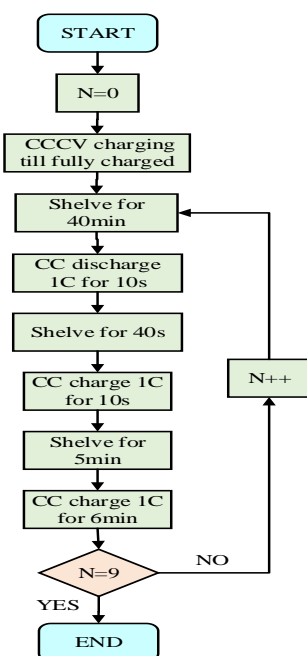 START
N=0
CCCV charging
till fully charged
Shelve for
40min
CC discharge
1C for 10s
Shelve for 40s
CC charge 1C
for 10s
Shelve for
5min
CC charge 1C
for 6min
N=9
NO
N++
YES
END